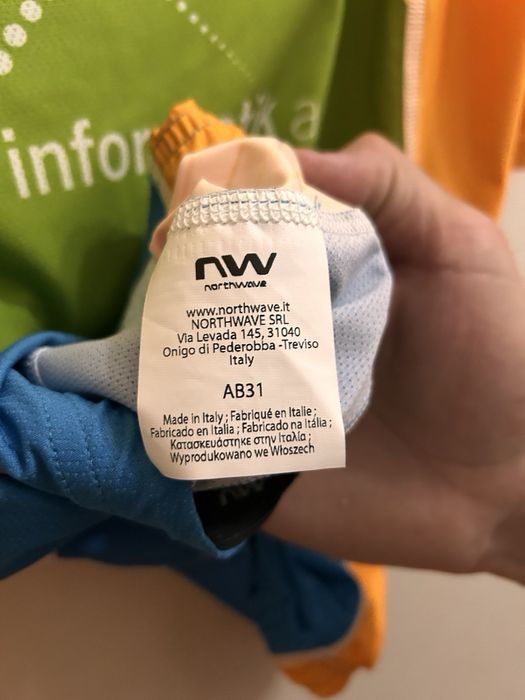 a
nw
northwave
www.northwave.it
NORTHWAVE SRL
Via Levada 145, 31040
Onigo di Pederobba -Treviso
Italy
AB31
Made in Italy ; Fabriqué en Italie ;
Fabricado en Italia ; Fabricado na Itália ;
Κατασκευάστηκε στην Ιταλία ;
Wyprodukowano we Włoszech